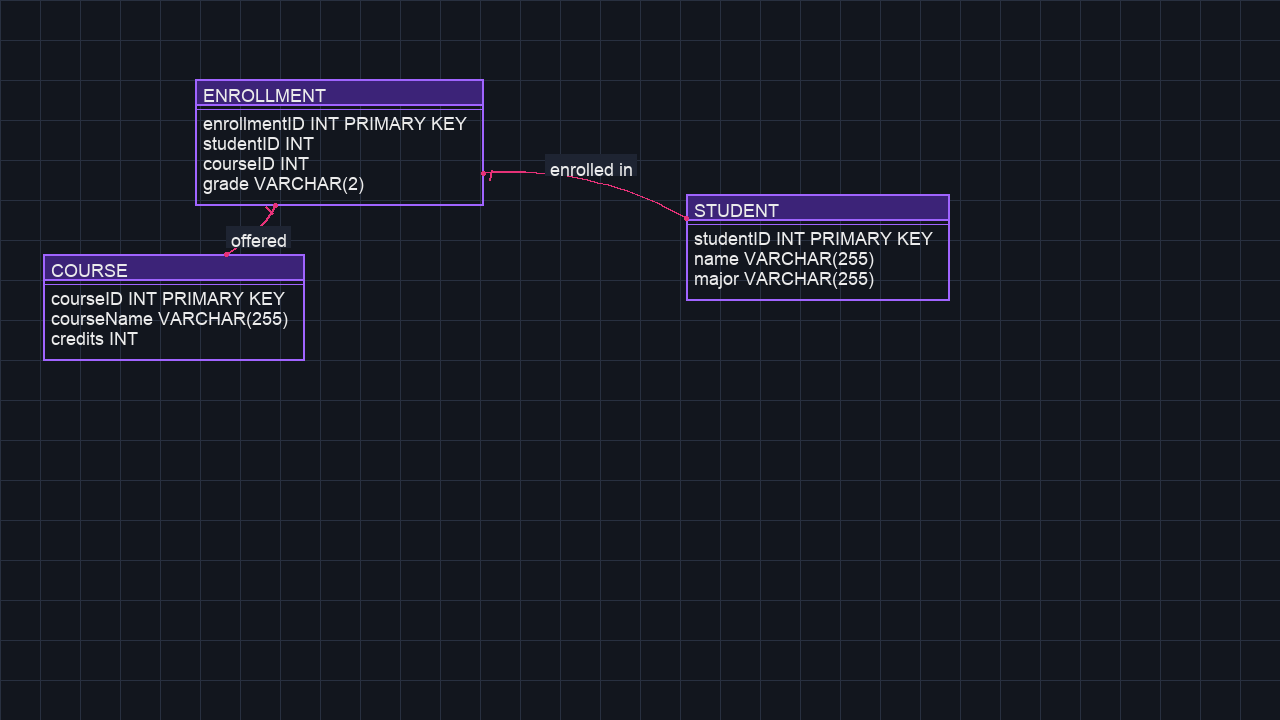 ENROLLMENT
enrollmentID INT PRIMARY KEY
studentID INT
courseID INT
grade VARCHAR(2)
enrolled in
STUDENT
studentID INT PRIMARY KEY
name VARCHAR(255)
major VARCHAR(255)
offered
COURSE
courseID INT PRIMARY KEY
courseName VARCHAR(255)
credits INT